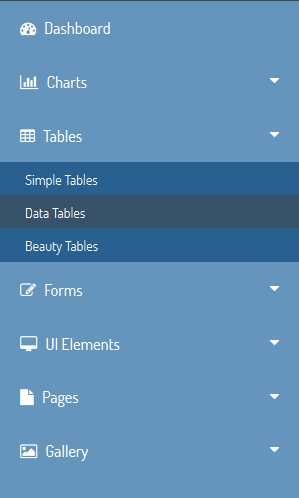 Dashboard
Charts
Tables
Simple Tables
Data Tables
Beauty Tables
Forms
UI Elements
Pages
Gallery